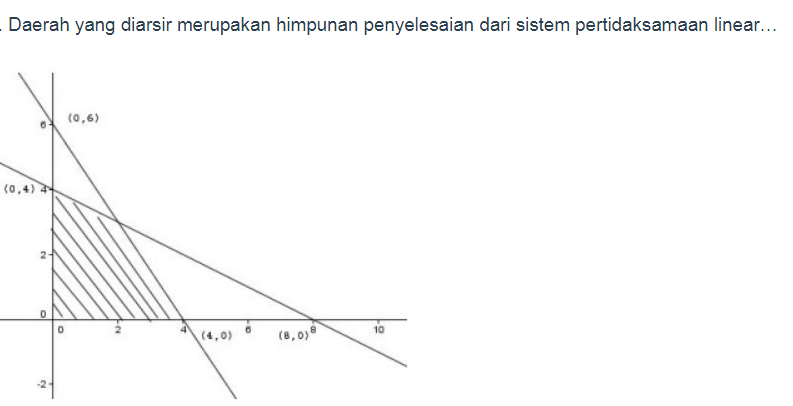 . Daerah yang diarsir merupakan himpunan penyelesaian dari sistem pertidaksamaan linear...
6 (0,6)
(0,4) 4
2
0
0 2 4 (4,0) 6 (8,0) 8 10
-2